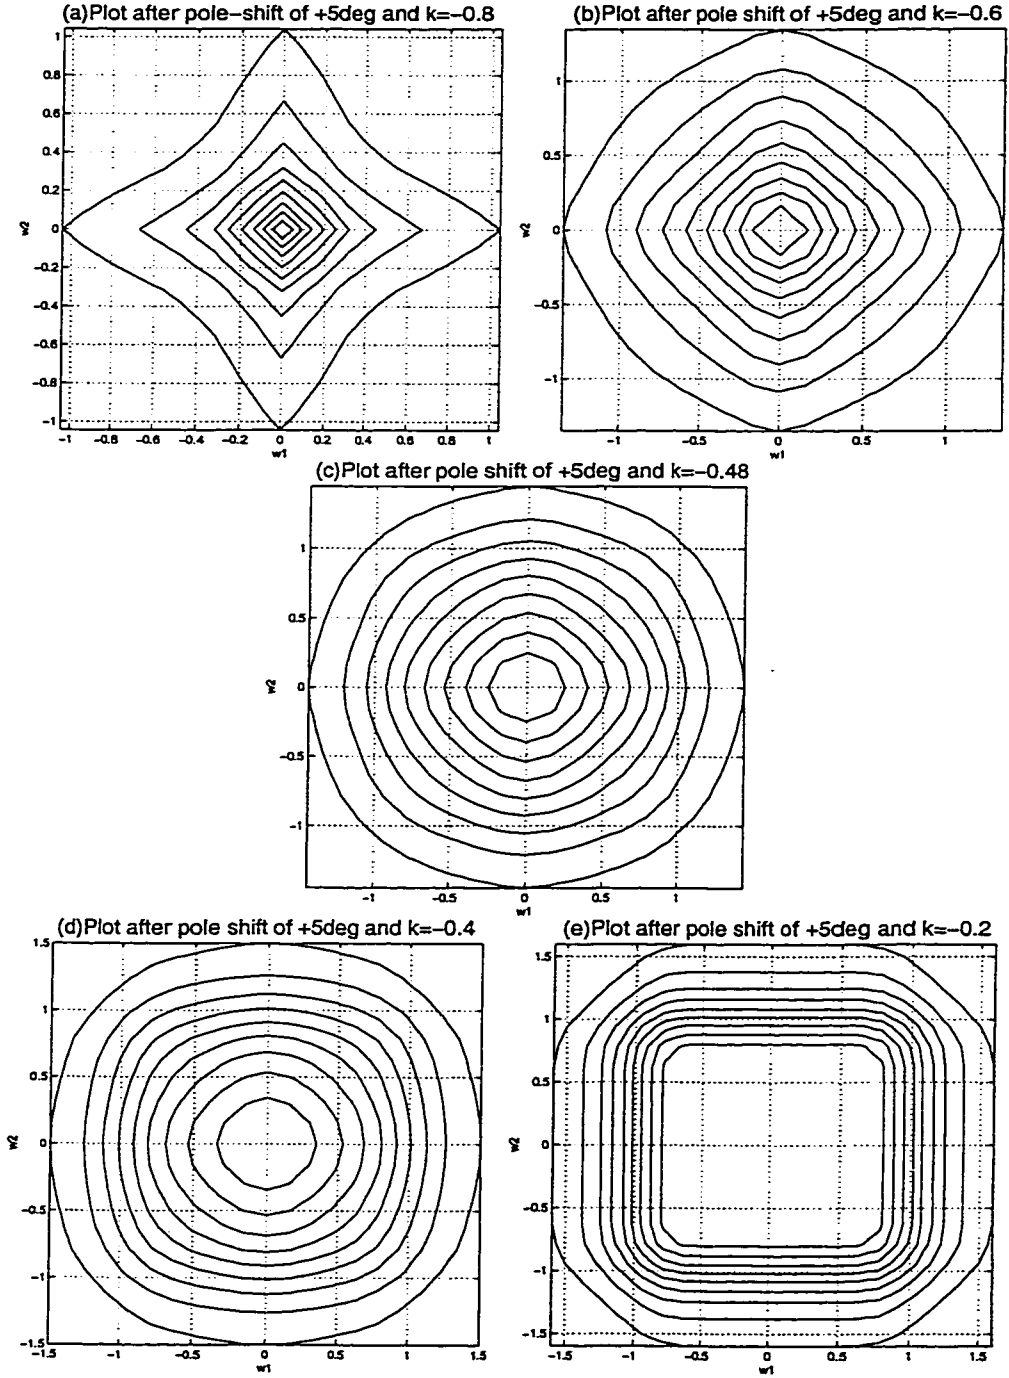 (a)Plot after pole-shift of +5deg and k=-0.8
1
0.8
0.6
0.4
0.2
0
-0.2
-0.4
-0.6
-0.8
-1
w2
-1 -0.8 -0.6 -0.4 -0.2 0 0.2 0.4 0.6 0.8 1
w1
(b)Plot after pole shift of +5deg and k=-0.6
1
0.5
0
-0.5
-1
w2
-1 -0.5 0 0.5 1
w1
(c)Plot after pole shift of +5deg and k=-0.48
1
0.5
0
-0.5
-1
w2
-1 -0.5 0 0.5 1
w1
(d)Plot after pole shift of +5deg and k=-0.4
1.5
1
0.5
0
-0.5
-1
-1.5
w2
-1.5 -1 -0.5 0 0.5 1 1.5
w1
(e)Plot after pole shift of +5deg and k=-0.2
1.5
1
0.5
0
-0.5
-1
-1.5
w2
-1.5 -1 -0.5 0 0.5 1 1.5
w1